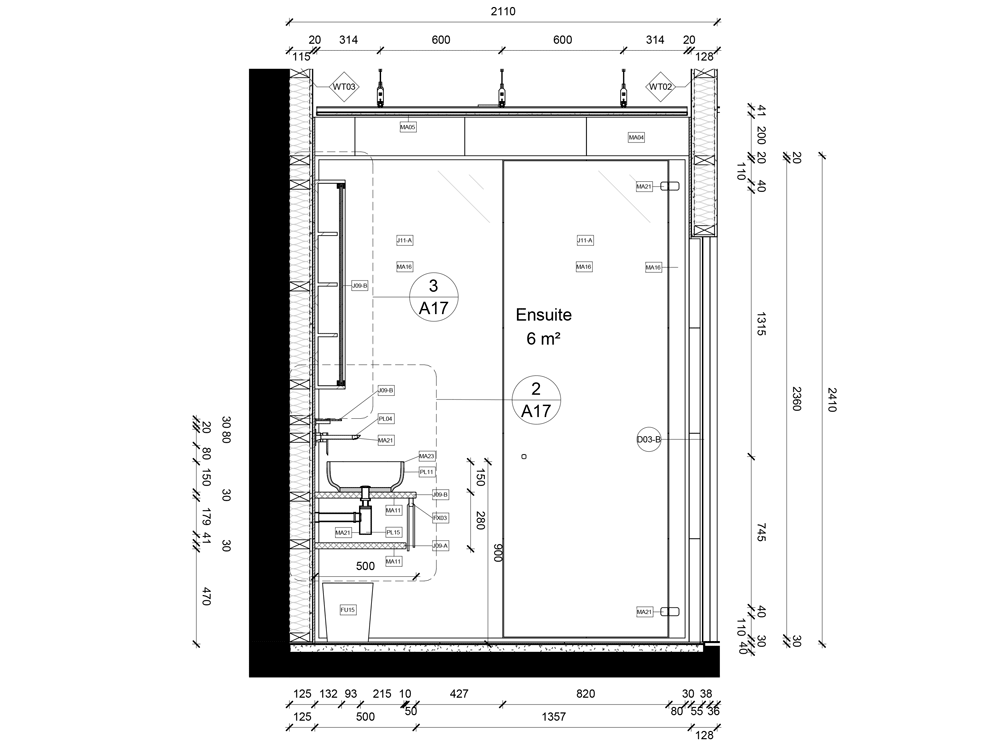 2110
20 314 600 600 314 20
115 128
WT03 WT02
MA05 MA04
41
200
20 20
110
40
MA21
J11-A J11-A
MA16 MA16 MA16
J09-B
3
A17
Ensuite
6 m²
1315
2360
2410
2
A17
J09-B
PL04
MA21
D03-B
30 80
20
80
150
30
179
41
30
470
MA23
PL11
150
J09-B
MA11
FIX03
280
MA21 PL15
J09-A
MA11
900
500
745
FU15
MA21
40
110
30 30
40
125 132 93 215 10 427 820 30 38
50 80 55 36
125 500 1357
128